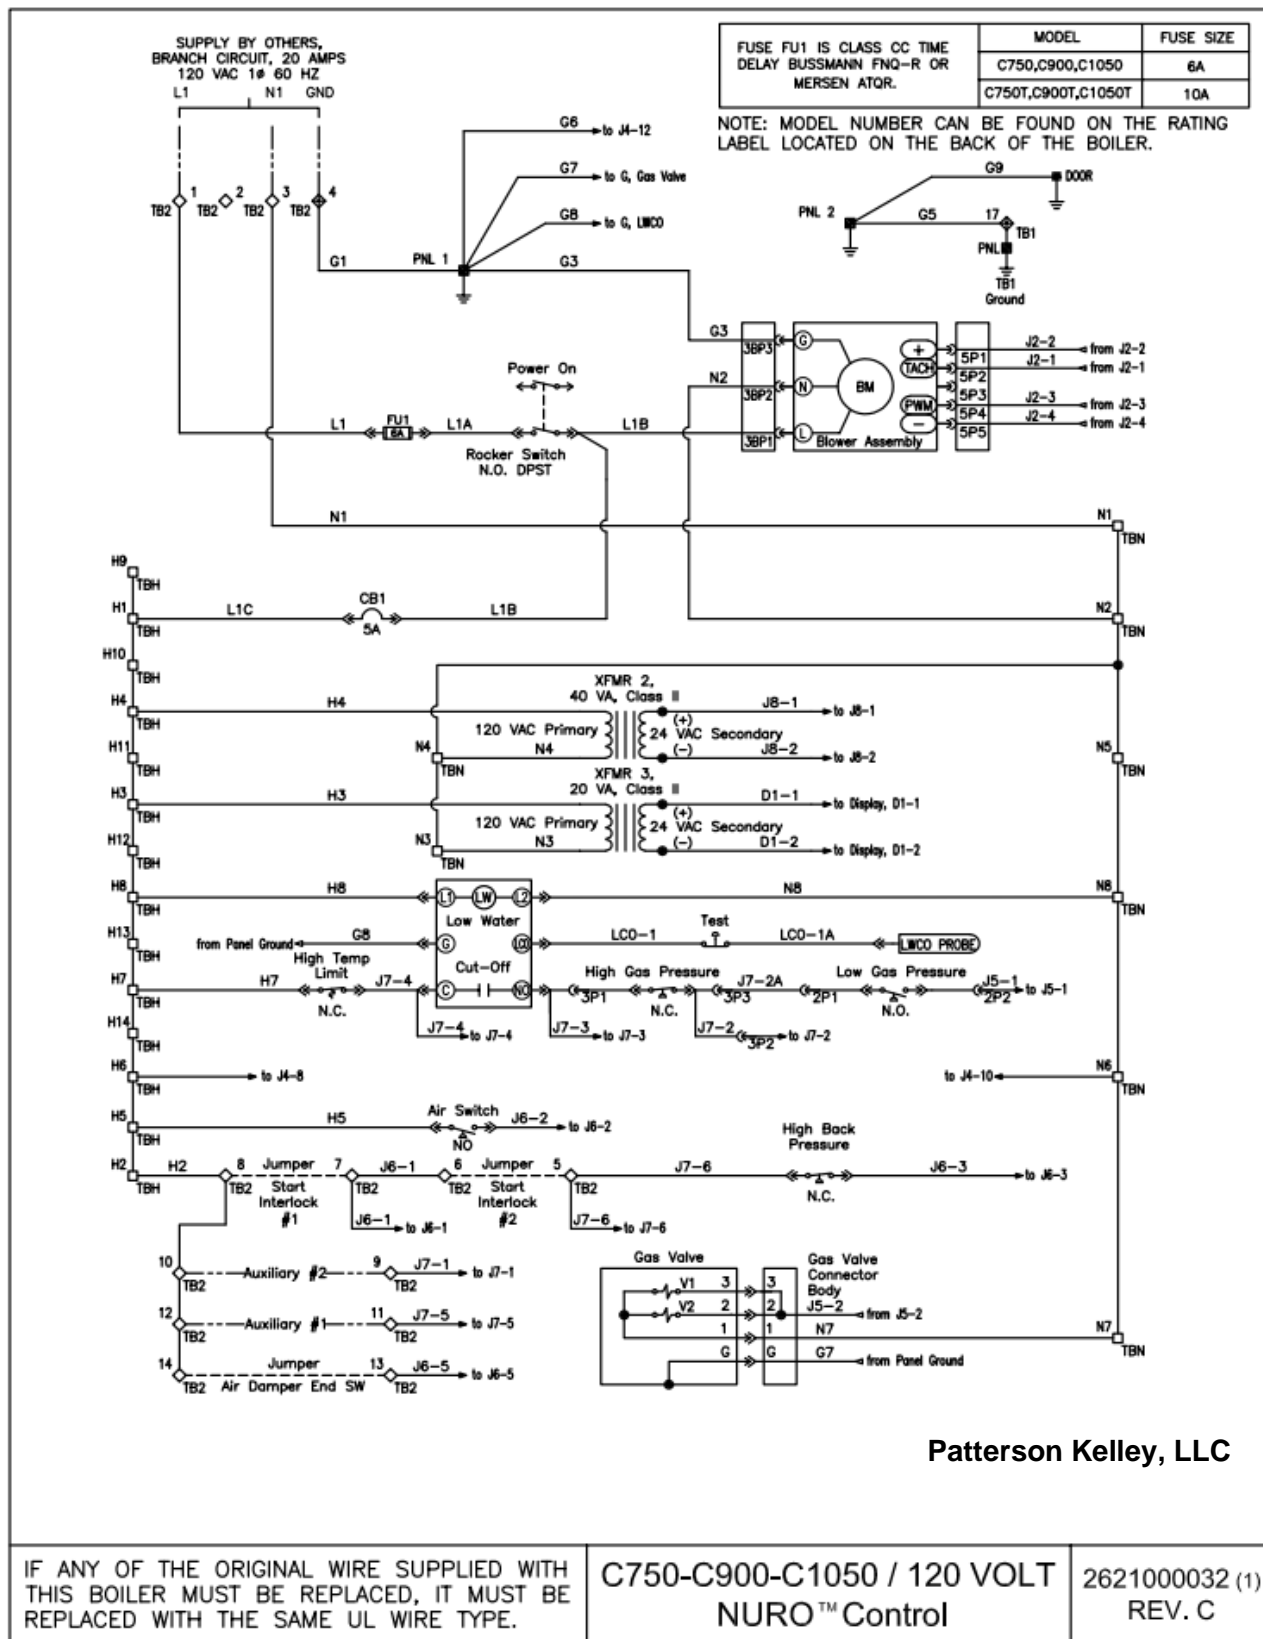 SUPPLY BY OTHERS,
BRANCH CIRCUIT, 20 AMPS
120 VAC 1ø 60 HZ
L1 N1 GND
FUSE FU1 IS CLASS CC TIME
DELAY BUSSMANN FNQ-R OR
MERSEN ATQR.
MODEL FUSE SIZE
C750,C900,C1050 6A
C750T,C900T,C1050T 10A
NOTE: MODEL NUMBER CAN BE FOUND ON THE RATING
LABEL LOCATED ON THE BACK OF THE BOILER.
G6 to J4-12
G7 to G, Gas Valve
G8 to G, LWCO
G9 DOOR
1 2 3 4
TB2 TB2 TB2 TB2
PNL 2 G5 17 TB1
PNL
TB1
Ground
G1 PNL 1 G3
G3 3BP3 G
N2 3BP2 N BM
L1B 3BP1 L Blower Assembly
+ 5P1 J2-2 from J2-2
TACH 5P2 J2-1 from J2-1
5P3
PWM 5P4 J2-3 from J2-3
− 5P5 J2-4 from J2-4
Power On
L1 FU1 6A L1A
Rocker Switch
N.O. DPST
N1 N1 TBN
H9 TBH
H1 TBH L1C CB1 5A L1B N2 TBN
H10 TBH
XFMR 2,
40 VA, Class II
H4 TBH H4 J8-1 to J8-1
120 VAC Primary (+) 24 VAC Secondary (-)
H11 TBH N4 TBN N4 J8-2 to J8-2 N5 TBN
XFMR 3,
20 VA, Class II
H3 TBH H3 D1-1 to Display, D1-1
120 VAC Primary (+) 24 VAC Secondary (-)
H12 TBH N3 TBN N3 D1-2 to Display, D1-2
H8 TBH H8 L1 LW L2 N8 N8 TBN
Low Water
H13 TBH from Panel Ground G8 G LCO LCO-1 Test LCO-1A LWCO PROBE
High Temp
Limit
Cut-Off
High Gas Pressure Low Gas Pressure
H7 TBH H7 N.C. J7-4 C NO 3P1 N.C. 3P3 J7-2A 2P1 N.O. 2P2 J5-1 to J5-1
H14 TBH J7-4 to J7-4 J7-3 to J7-3 J7-2 3P2 to J7-2
H6 TBH to J4-8 to J4-10 N6 TBN
H5 TBH H5 Air Switch NO J6-2 to J6-2
High Back
Pressure
H2 TBH H2 8 Jumper 7 J6-1 6 Jumper 5 J7-6 N.C. J6-3 to J6-3
TB2 Start TB2 TB2 Start TB2
Interlock Interlock
#1 #2
J6-1 to J6-1 J7-6 to J7-6
10 TB2 Auxiliary #2 9 TB2 J7-1 to J7-1
12 TB2 Auxiliary #1 11 TB2 J7-5 to J7-5
14 TB2 Jumper 13 TB2 J6-5 to J6-5
Air Damper End SW
Gas Valve Gas Valve
Connector
Body
V1 3 3
V2 2 2 J5-2 from J5-2
1 1 N7 N7 TBN
G G G7 from Panel Ground
Patterson Kelley, LLC
IF ANY OF THE ORIGINAL WIRE SUPPLIED WITH
THIS BOILER MUST BE REPLACED, IT MUST BE
REPLACED WITH THE SAME UL WIRE TYPE.
C750-C900-C1050 / 120 VOLT
NURO™ Control
2621000032 (1)
REV. C